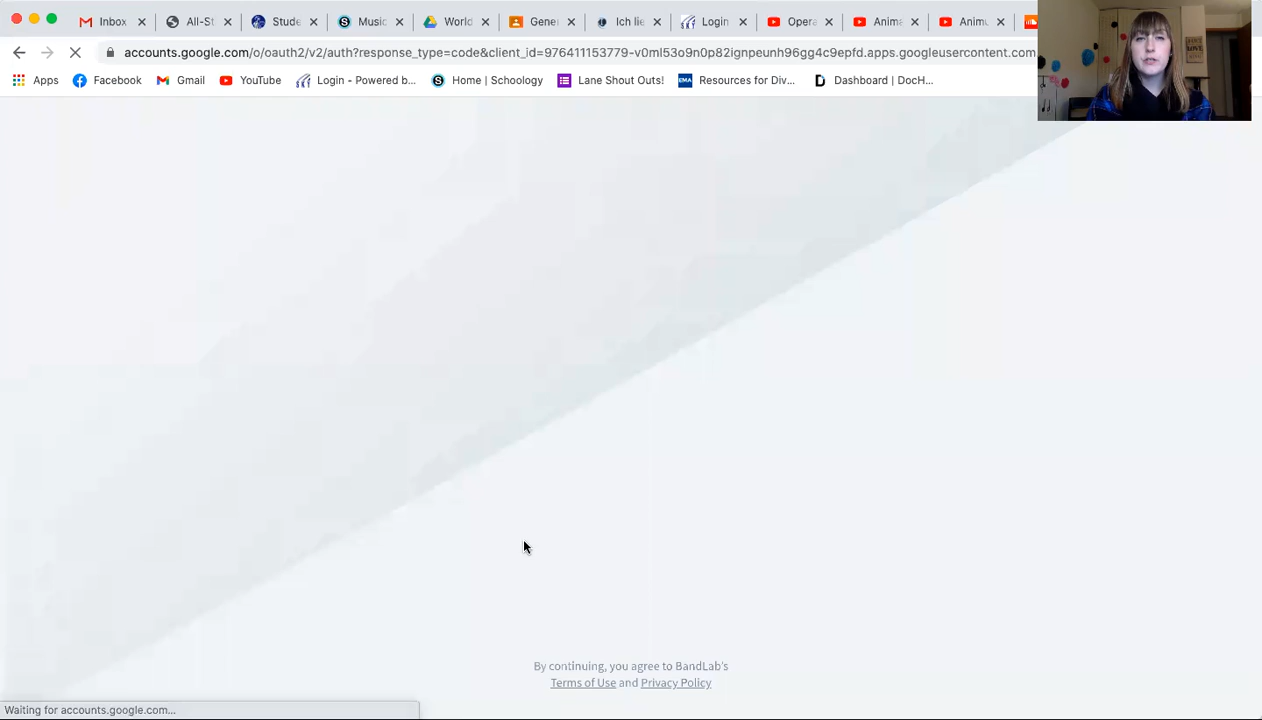 Inbox
All-St
Stude
Music
World
Gener
Ich lie
Login
Opera
Anima
Animu
accounts.google.com/o/oauth2/v2/auth?response_type=code&client_id=976411153779-v0ml53o9n0p82ignpeunh96gg4c9epfd.apps.googleusercontent.com
Apps
Facebook
Gmail
YouTube
Login - Powered b...
Home | Schoology
Lane Shout Outs!
Resources for Div...
Dashboard | DocH...
By continuing, you agree to BandLab's
Terms of Use and Privacy Policy
Waiting for accounts.google.com...